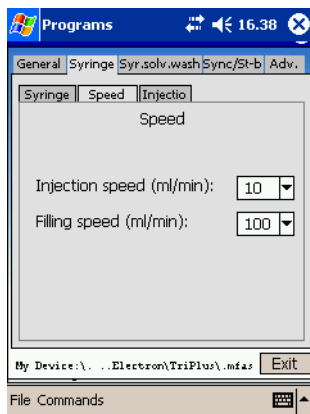 Programs 16.38
General Syringe Syr.solv.wash Sync/St-b Adv.
Syringe Speed Injectio
Speed
Injection speed (ml/min): 10
Filling speed (ml/min): 100
My Device:\. ..Electron\TriPlus\.mfas Exit
File Commands